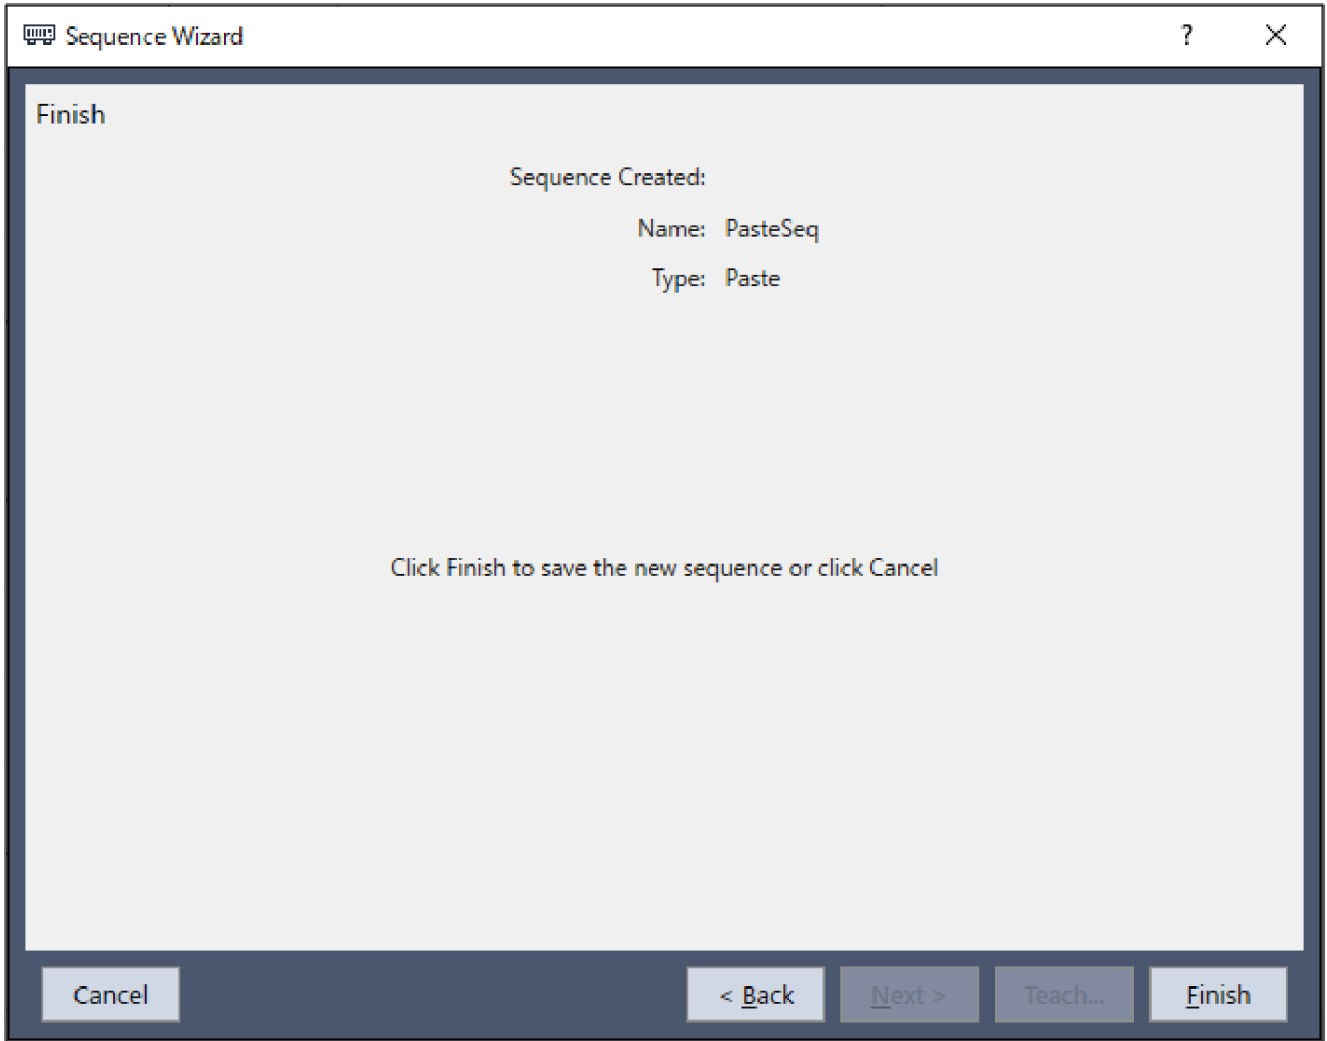 Sequence Wizard
?
Finish
Sequence Created:
Name: PasteSeq
Type: Paste
Click Finish to save the new sequence or click Cancel
Cancel
< Back
Next >
Teach...
Finish